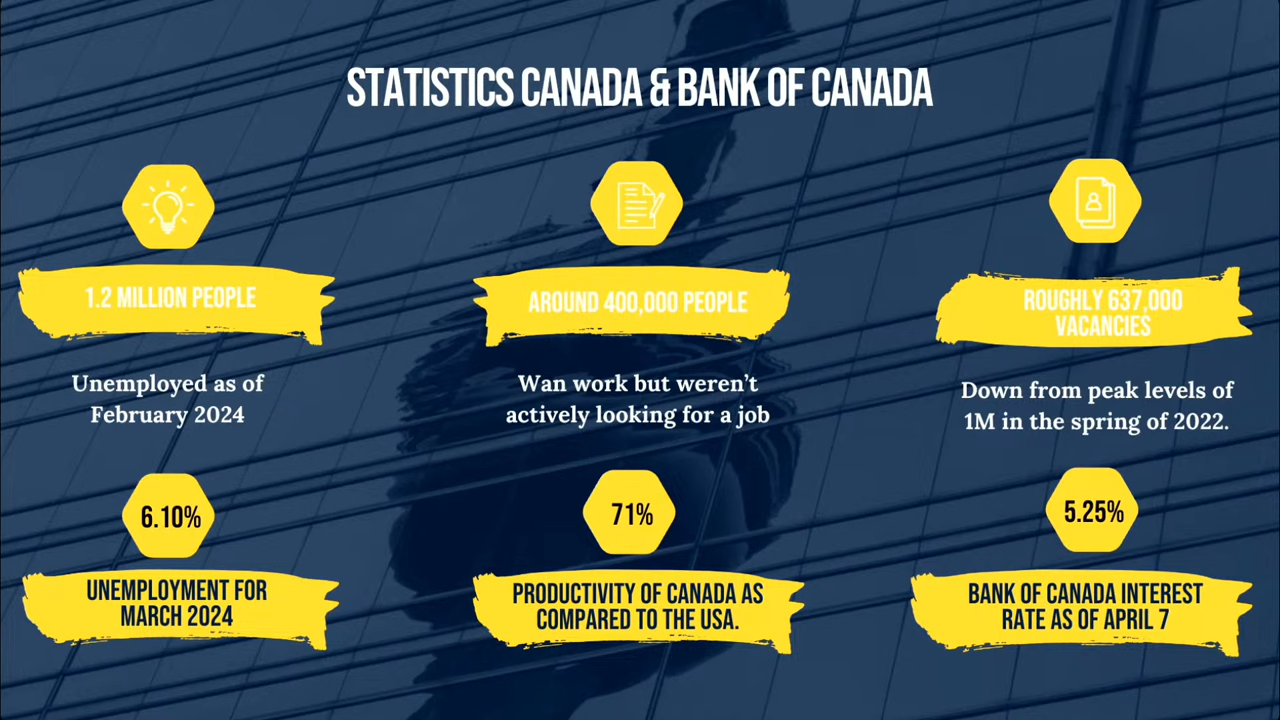 STATISTICS CANADA & BANK OF CANADA
1.2 MILLION PEOPLE
Unemployed as of
February 2024
AROUND 400,000 PEOPLE
Wan work but weren't
actively looking for a job
ROUGHLY 637,000
VACANCIES
Down from peak levels of
1M in the spring of 2022.
6.10%
UNEMPLOYMENT FOR
MARCH 2024
71%
PRODUCTIVITY OF CANADA AS
COMPARED TO THE USA.
5.25%
BANK OF CANADA INTEREST
RATE AS OF APRIL 7